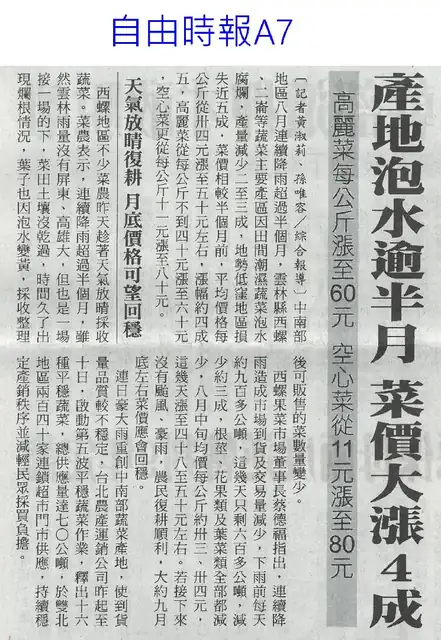 自由時報A7
產地泡水逾半月 菜價大漲4成
高麗菜每公斤漲至60元 空心菜從11元漲至80元
〔記者黃淑莉、孫唯容/綜合報導〕中南部
地區八月連續降雨超過半個月,雲林縣西螺
、二崙等蔬菜主要產區因田間潮濕蔬菜泡水
腐爛,產量減少二至三成,地勢低窪地區損
失近五成,菜價相較半個月前,平均價格每
公斤從卅四元漲至五十元左右,漲幅約四成
五,高麗菜從每公斤不到四十元漲至六十元
,空心菜更從每公斤十一元漲至八十元。
天氣放晴復耕 月底價格可望回穩
西螺地區不少菜農昨天趁著天氣放晴採收
蔬菜。菜農表示,連續降雨超過半個月,雖
然雲林雨量沒有屏東、高雄大,但也是一場
接一場的下,菜田土壤沒乾過,時間久了出
現爛根情況,葉子也因泡水變黃,採收整理
後可販售的菜數量變少。
西螺果菜市場董事長蔡德福指出,連續降
雨造成市場到貨及交易量減少,下雨前每天
約九百多公噸,這幾天只剩六百多公噸,減
少約三成,根莖、花果類及葉菜類全部都減
少,八月中旬均價每公斤約卅三、卅四元,
這幾天漲至四十八至五十元左右。若接下來
沒有颱風、豪雨,農民復耕順利,大約九月
底左右菜價應會回穩。
連日豪大雨重創中南部蔬菜產地,使到貨
量品質較不穩定,台北農產運銷公司昨起至
十日,啟動第五波平穩蔬菜作業,釋出十六
種平穩蔬菜,總供應量達七○公噸,於雙北
地區兩百四十家連鎖超市門市供應,持續穩
定產銷秩序並減輕民眾採買負擔。